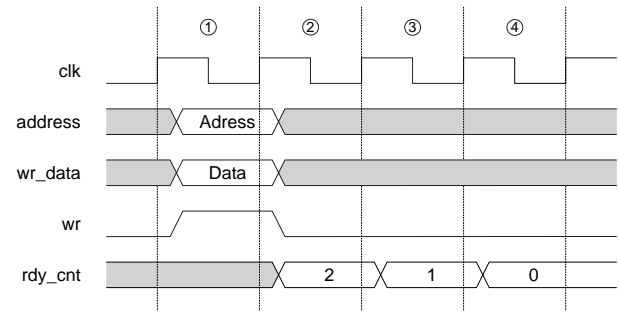 ① ② ③ ④
clk
address Adress
wr_data Data
wr
rdy_cnt 2 1 0